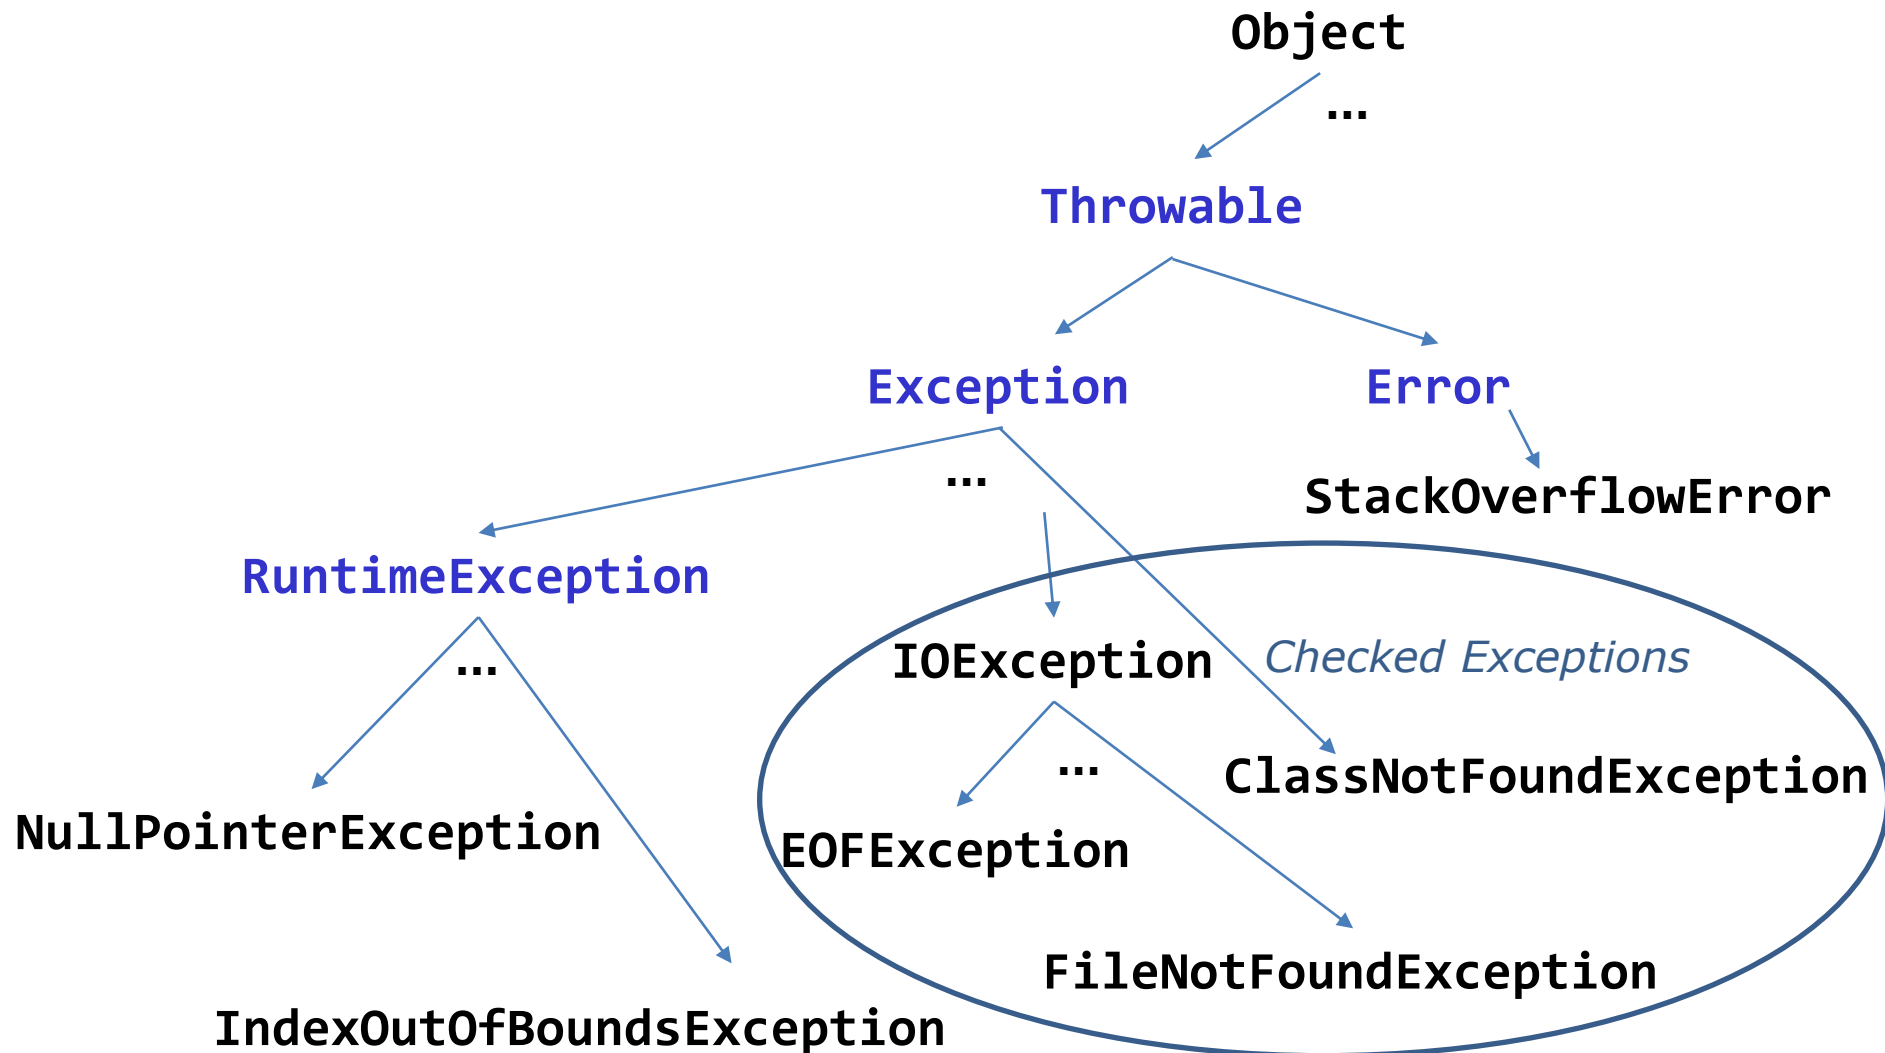 Object
...
Throwable
Exception
Error
...
StackOverflowError
RuntimeException
...
IOException
Checked Exceptions
...
ClassNotFoundException
NullPointerException
EOFException
FileNotFoundException
IndexOutOfBoundsException